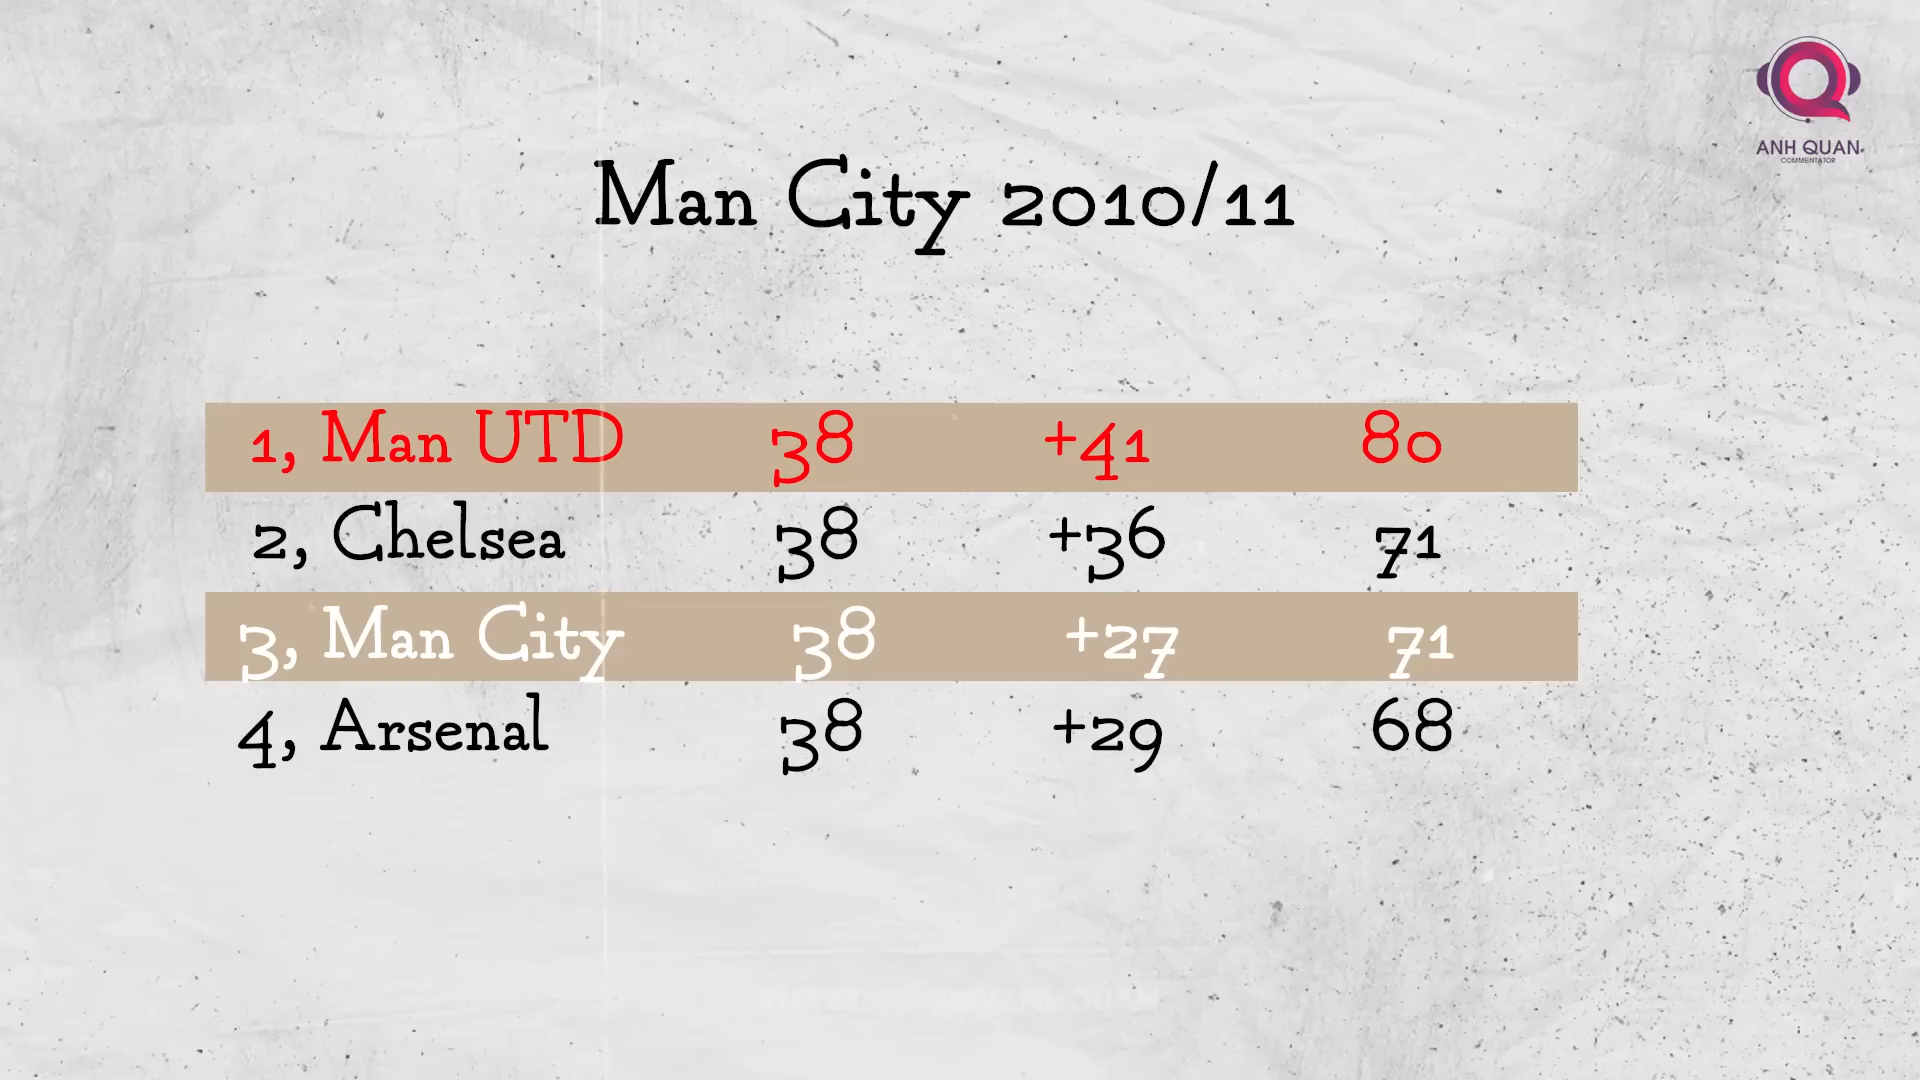 ANH QUAN
COMMENTATOR
Man City 2010/11
1, Man UTD 38 +41 80
2, Chelsea 38 +36 71
3, Man City 38 +27 71
4, Arsenal 38 +29 68